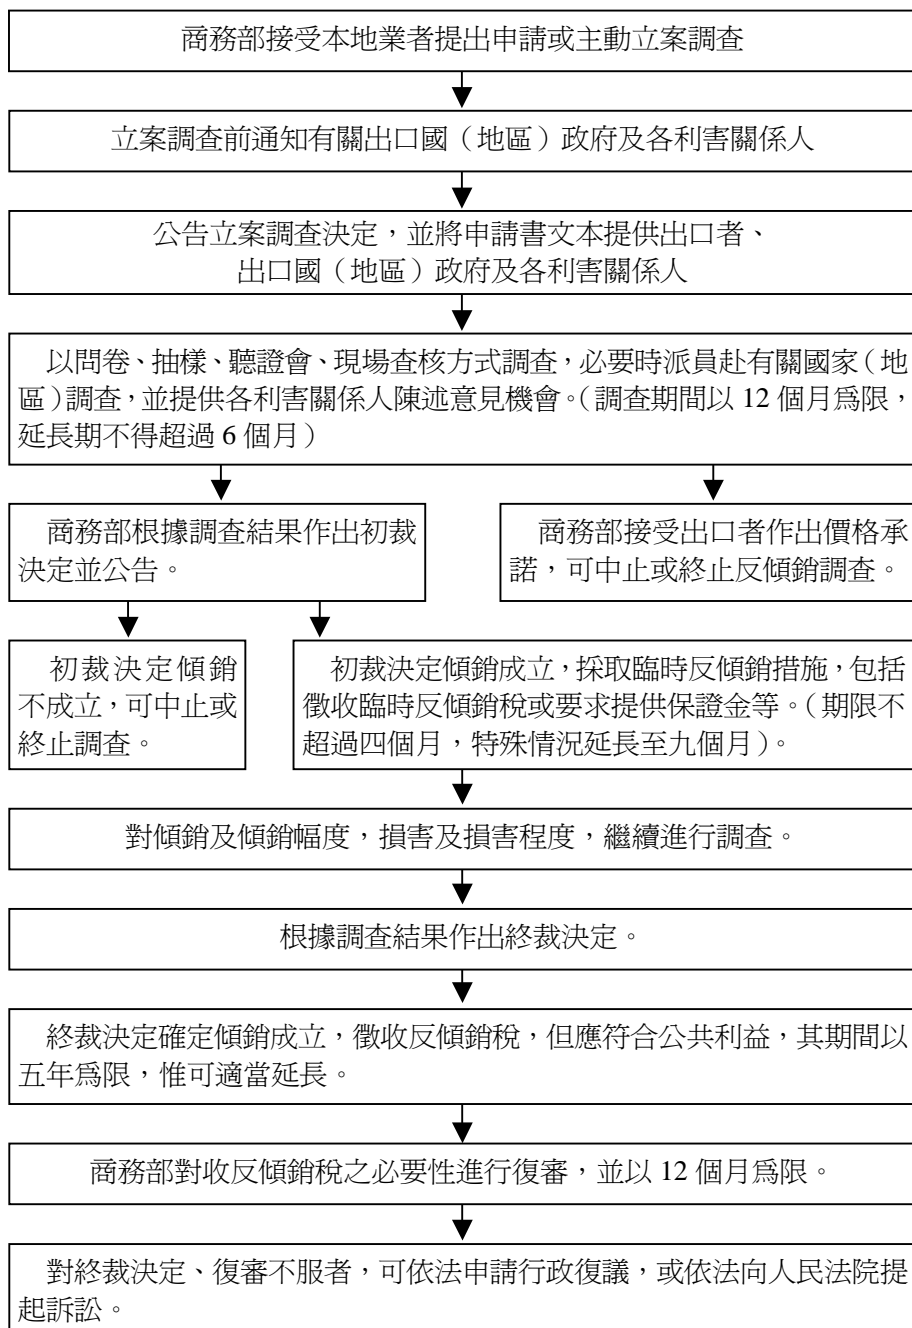 商務部接受本地業者提出申請或主動立案調查
立案調查前通知有關出口國（地區）政府及各利害關係人
公告立案調查決定，並將申請書文本提供出口者、
出口國（地區）政府及各利害關係人
以問卷、抽樣、聽證會、現場查核方式調查，必要時派員赴有關國家（地
區）調查，並提供各利害關係人陳述意見機會。（調查期間以 12 個月爲限，
延長期不得超過 6 個月）
商務部根據調查結果作出初裁
決定並公告。
商務部接受出口者作出價格承
諾，可中止或終止反傾銷調查。
初裁決定傾銷
不成立，可中止或
終止調查。
初裁決定傾銷成立，採取臨時反傾銷措施，包括
徵收臨時反傾銷稅或要求提供保證金等。（期限不
超過四個月，特殊情況延長至九個月）。
對傾銷及傾銷幅度，損害及損害程度，繼續進行調查。
根據調查結果作出終裁決定。
終裁決定確定傾銷成立，徵收反傾銷稅，但應符合公共利益，其期間以
五年爲限，惟可適當延長。
商務部對收反傾銷稅之必要性進行復審，並以 12 個月爲限。
對終裁決定、復審不服者，可依法申請行政復議，或依法向人民法院提
起訴訟。